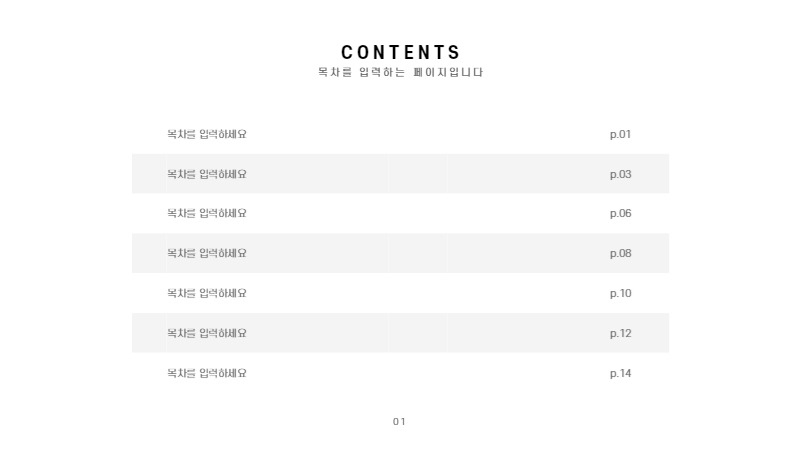 CONTENTS
목차를 입력하는 페이지입니다
목차를 입력하세요 p.01
목차를 입력하세요 p.03
목차를 입력하세요 p.06
목차를 입력하세요 p.08
목차를 입력하세요 p.10
목차를 입력하세요 p.12
목차를 입력하세요 p.14
01